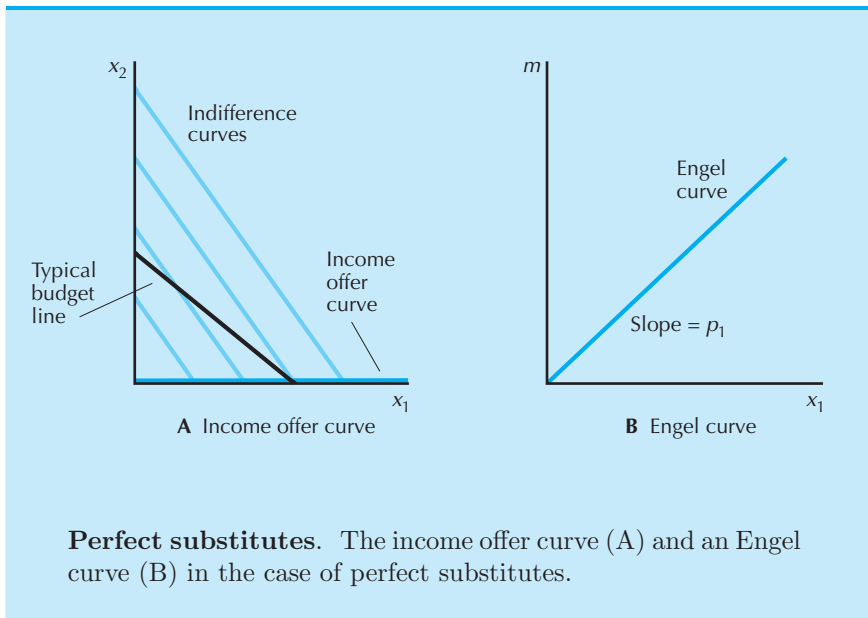 x2
Indifference
curves
Typical
budget
line
Income
offer
curve
x1
A Income offer curve
m
Engel
curve
Slope = p1
x1
B Engel curve
Perfect substitutes. The income offer curve (A) and an Engel
curve (B) in the case of perfect substitutes.